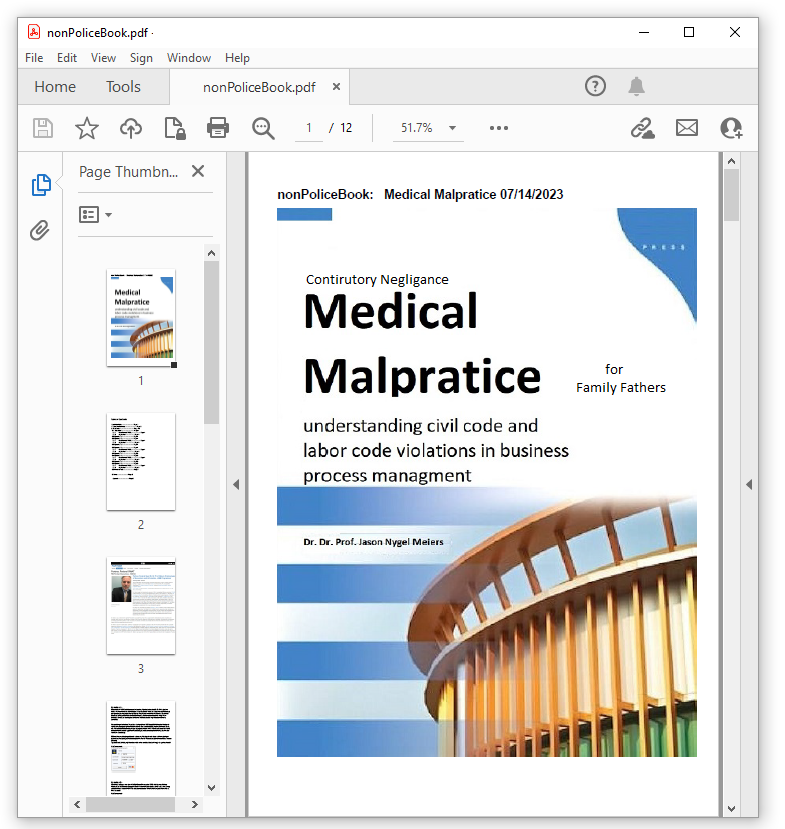 nonPoliceBook.pdf -
File Edit View Sign Window Help
Home Tools nonPoliceBook.pdf ×
1 / 12 51.7%
Page Thumbn...
1
2
3
nonPoliceBook: Medical Malpratice 07/14/2023
PRESS
Contirutory Negligance
Medical
Malpratice
for
Family Fathers
understanding civil code and
labor code violations in business
process managment
Dr. Dr. Prof. Jason Nygel Meiers
Medical
Malpratice